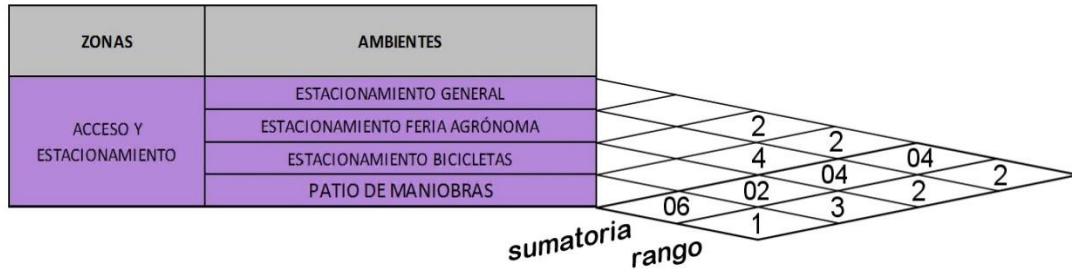 ZONAS AMBIENTES
ACCESO Y ESTACIONAMIENTO
ESTACIONAMIENTO GENERAL
ESTACIONAMIENTO FERIA AGRÓNOMA
ESTACIONAMIENTO BICICLETAS
PATIO DE MANIOBRAS
2 2
4 04 04
06 02 2 2
1 3
sumatoria
rango